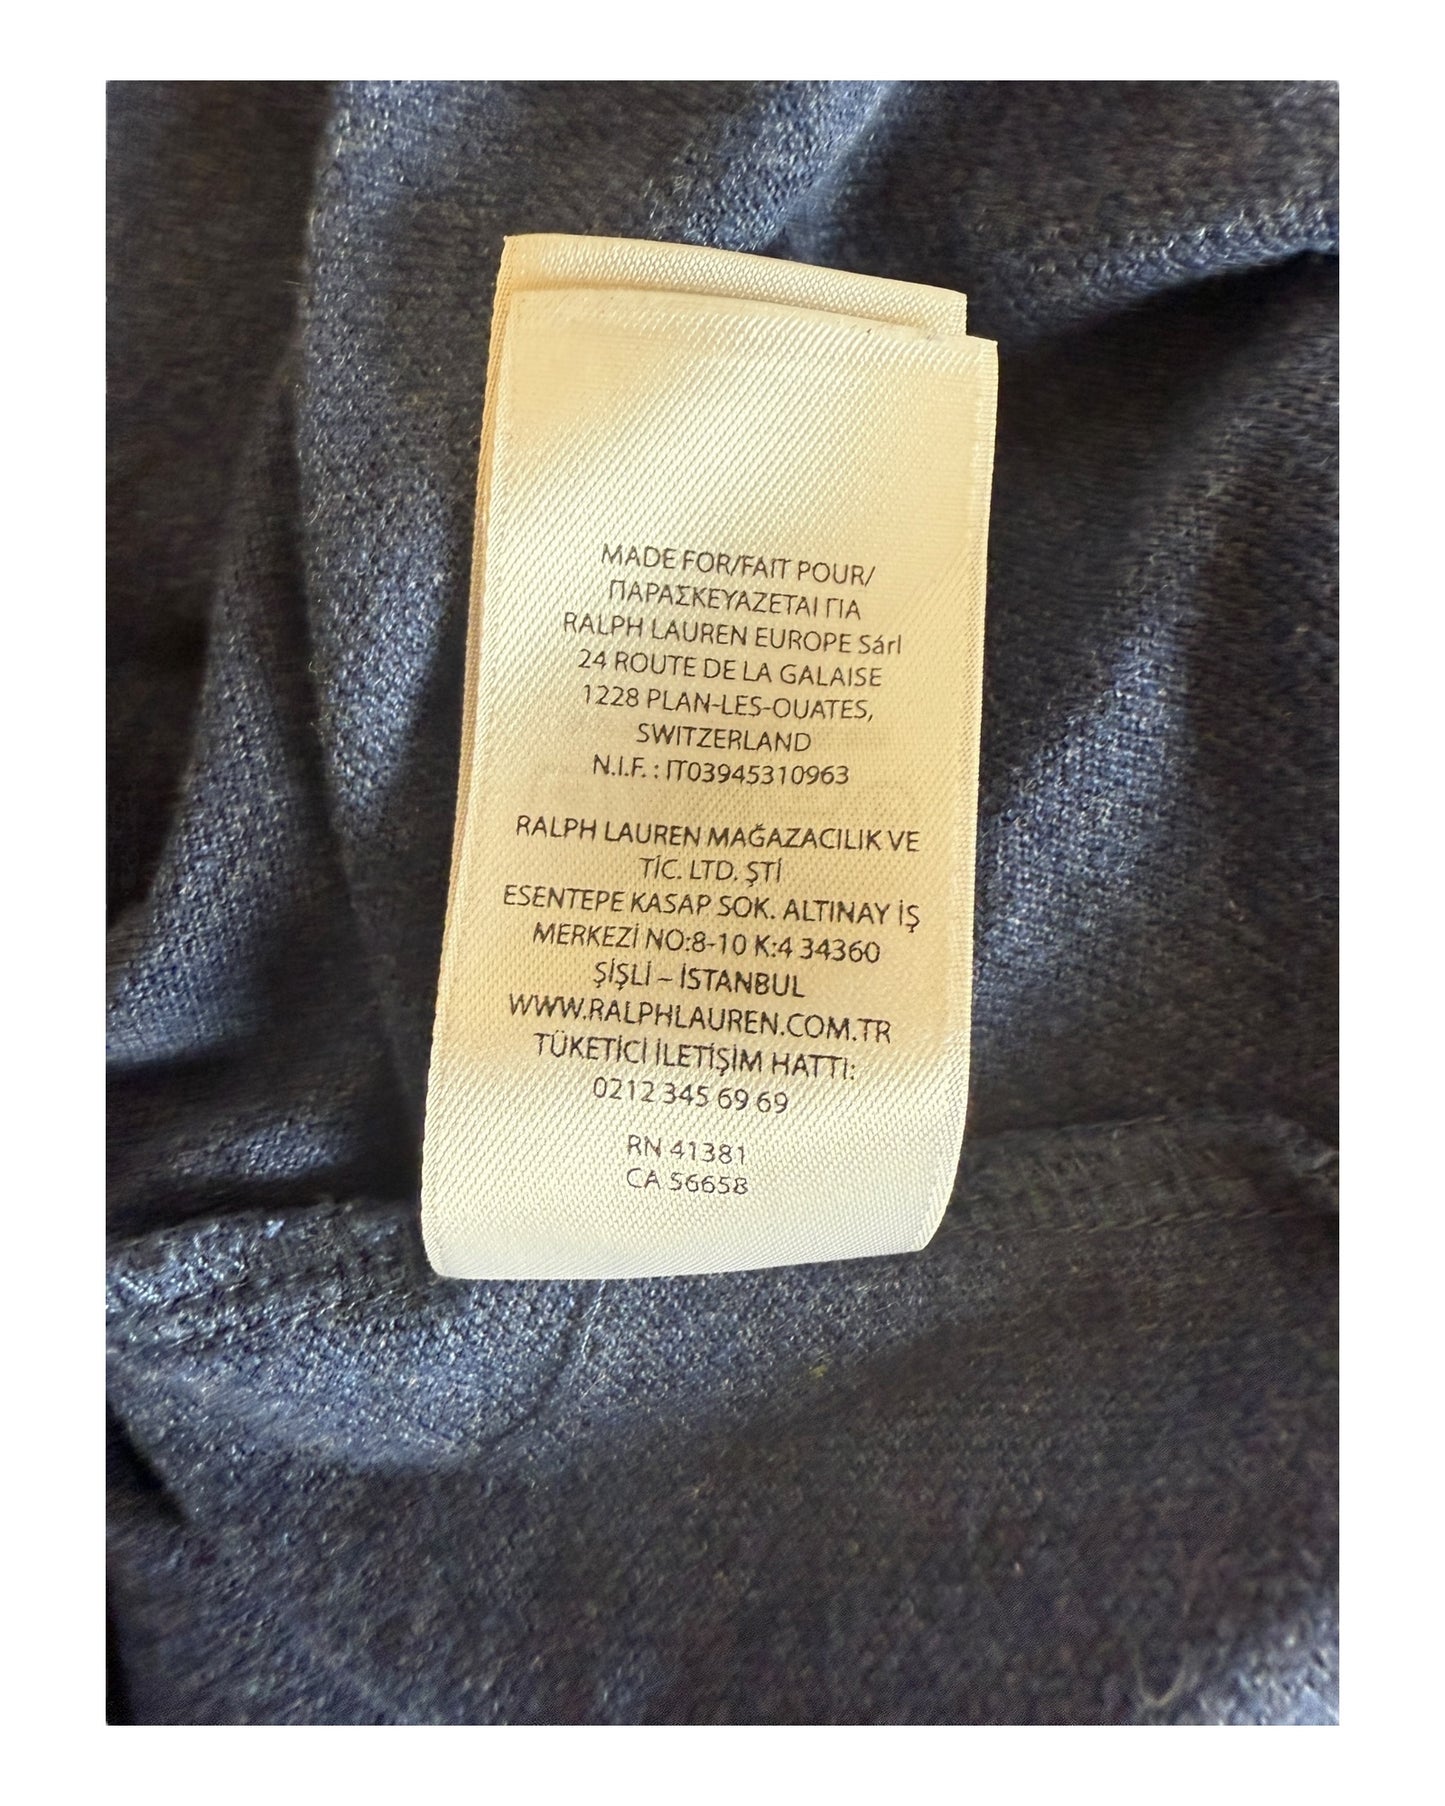 MADE FOR/FAIT POUR/
ΠΑΡΑΣΚΕΥΑΖΕΤΑΙ ΓΙΑ
RALPH LAUREN EUROPE Sárl
24 ROUTE DE LA GALAISE
1228 PLAN-LES-OUATES,
SWITZERLAND
N.I.F. : IT03945310963
RALPH LAUREN MAĞAZACILIK VE
TİC. LTD. ŞTİ
ESENTEPE KASAP SOK. ALTINAY İŞ
MERKEZİ NO:8-10 K:4 34360
ŞİŞLİ – İSTANBUL
WWW.RALPHLAUREN.COM.TR
TÜKETİCİ İLETİŞİM HATTI:
0212 345 69 69
RN 41381
CA 56658